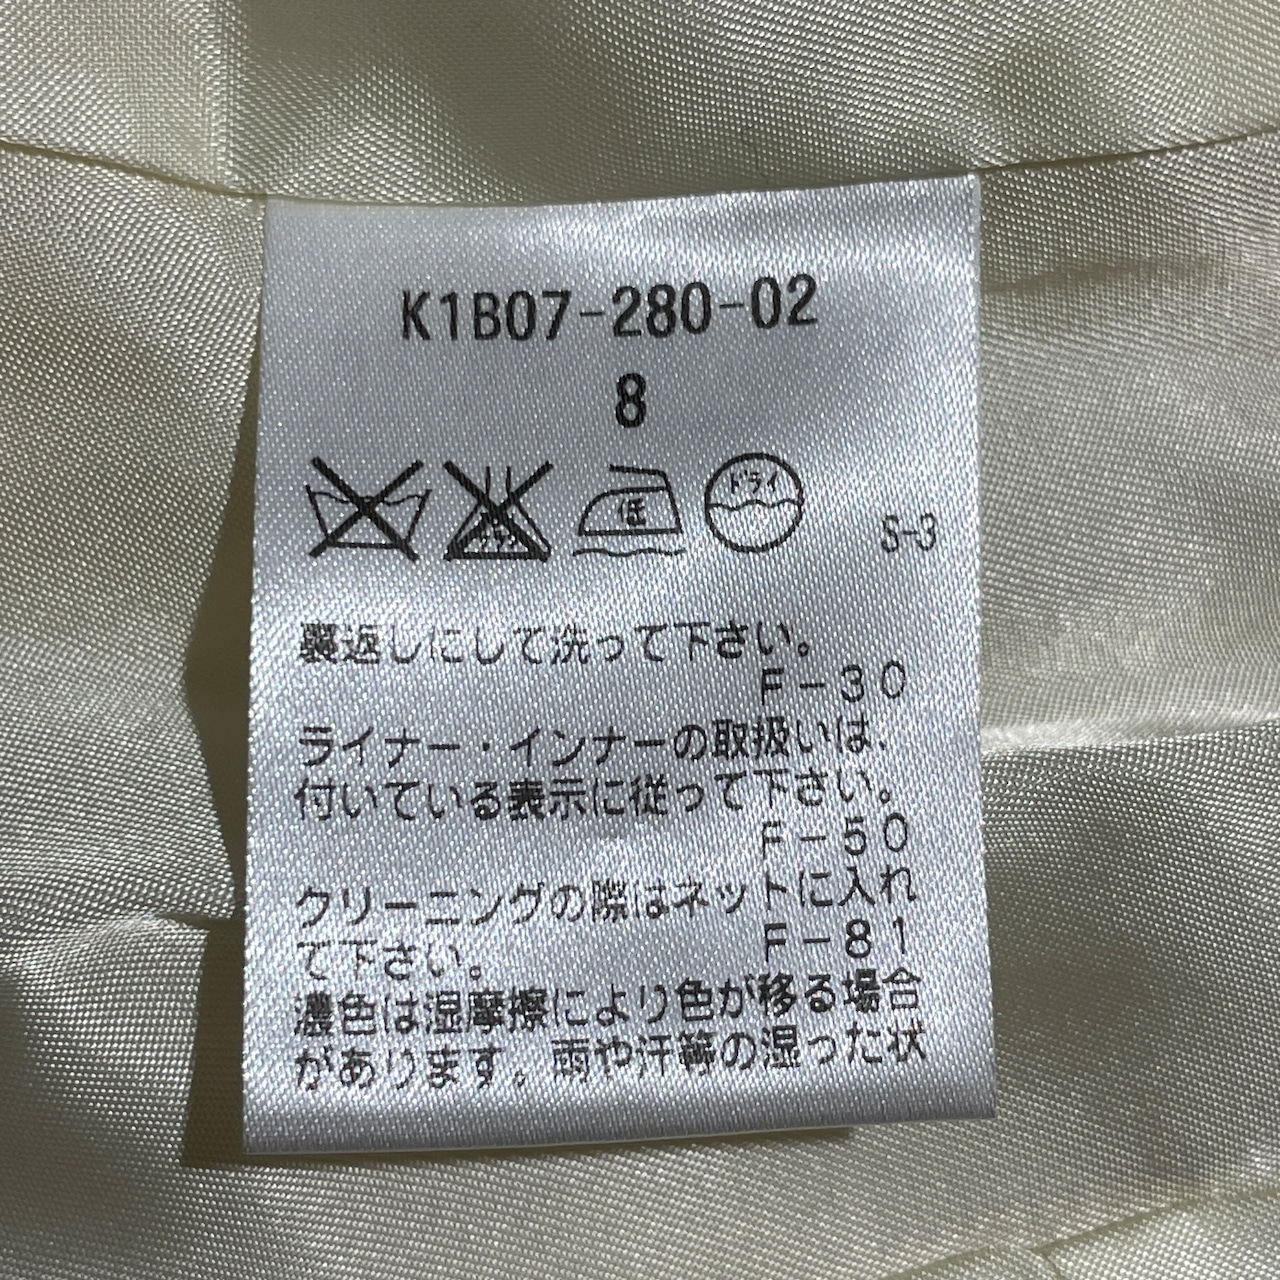 K1B07-280-02
8
低 ドライ
S-3
裏返しにして洗って下さい。
F-30
ライナー・インナーの取扱いは、
付いている表示に従って下さい。
F-50
クリーニングの際はネットに入れ
て下さい。
F-81
濃色は湿摩擦により色が移る場合
があります。雨や汗等の湿った状